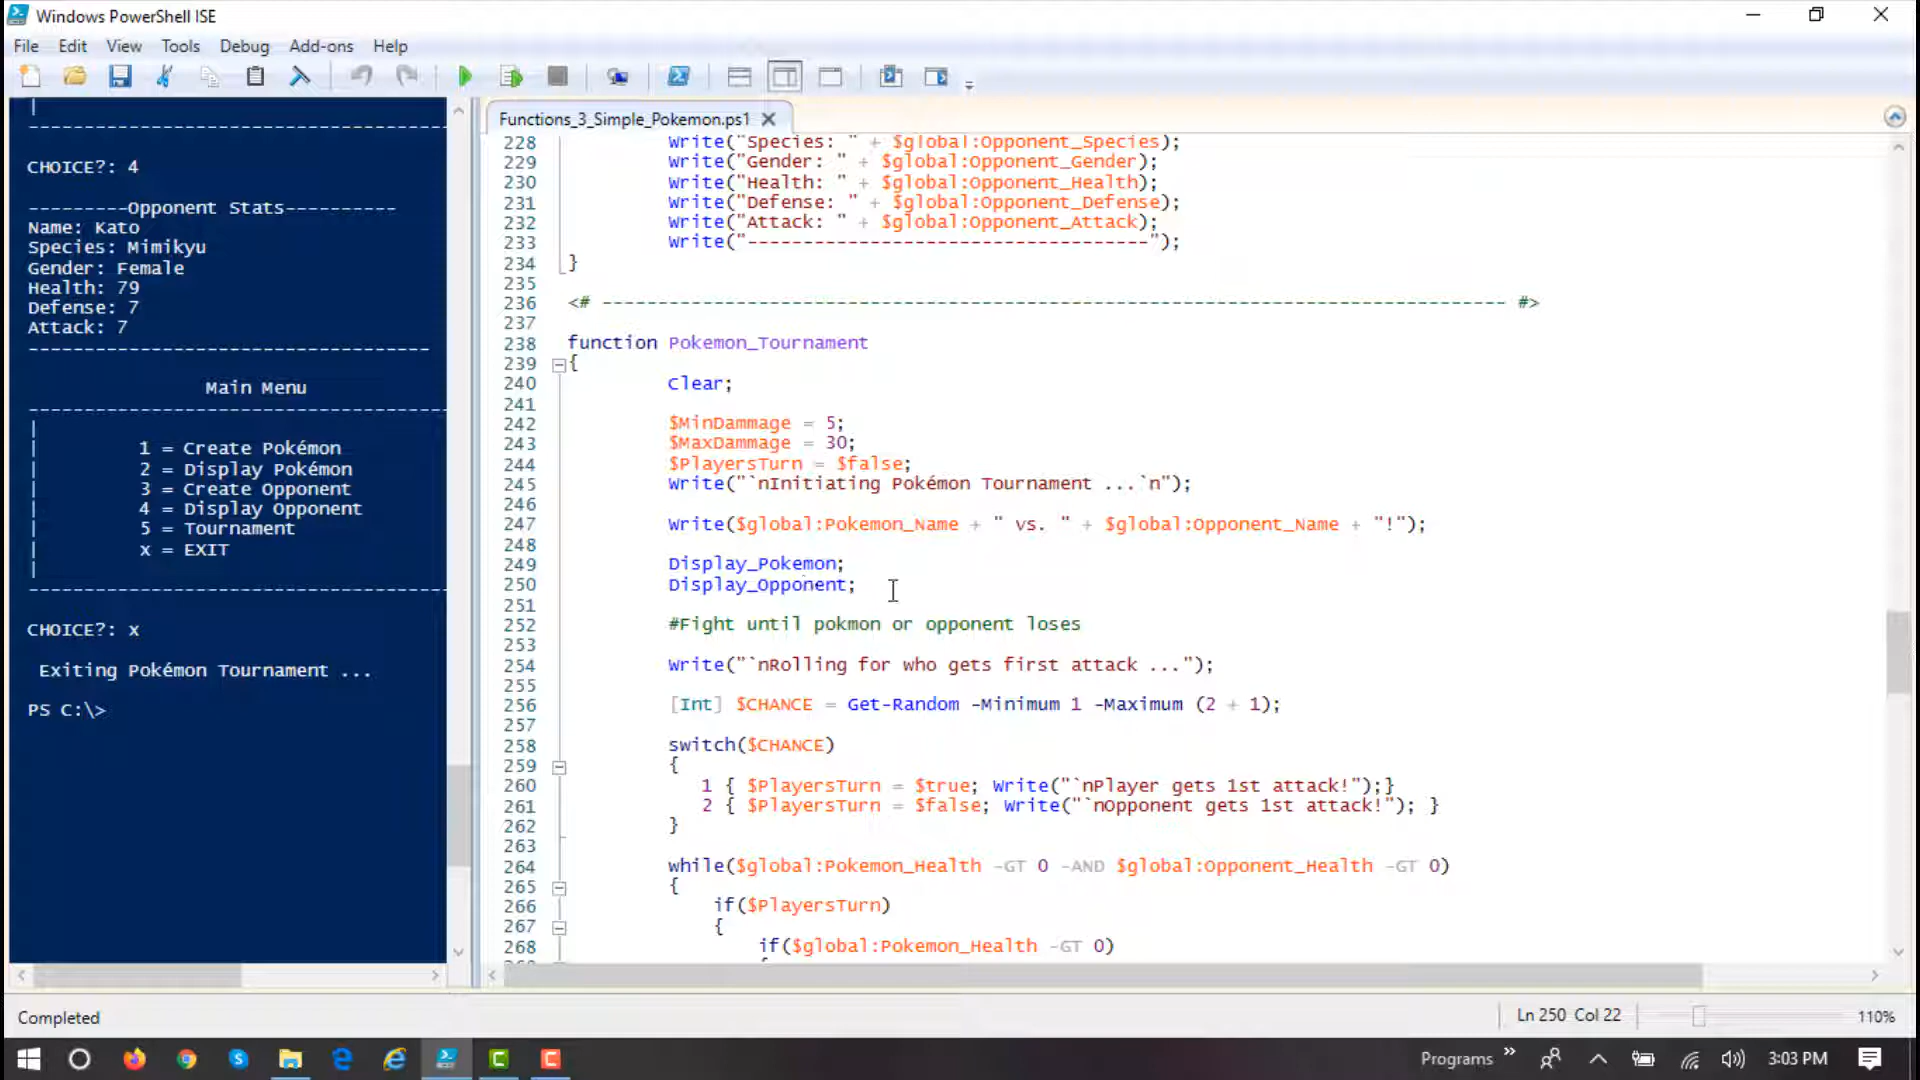 Windows PowerShell ISE
File Edit View Tools Debug Add-ons Help
Functions_3_Simple_Pokemon.ps1
CHOICE?: 4
---------Opponent Stats----------
Name: Kato
Species: Mimikyu
Gender: Female
Health: 79
Defense: 7
Attack: 7
------------------------------------
Main Menu
| 1 = Create Pokémon
| 2 = Display Pokémon
| 3 = Create Opponent
| 4 = Display Opponent
| 5 = Tournament
| x = EXIT
CHOICE?: x
Exiting Pokémon Tournament ...
PS C:\>
228 Write("Species: " + $global:Opponent_Species);
229 Write("Gender: " + $global:Opponent_Gender);
230 Write("Health: " + $global:Opponent_Health);
231 Write("Defense: " + $global:Opponent_Defense);
232 Write("Attack: " + $global:Opponent_Attack);
233 Write("------------------------------------");
234 }
235
236 <# -------------------------------------------------------------------------------- #>
237
238 function Pokemon_Tournament
239 {
240 Clear;
241
242 $MinDammage = 5;
243 $MaxDammage = 30;
244 $PlayersTurn = $false;
245 Write("`nInitiating Pokémon Tournament ...`n");
246
247 Write($global:Pokemon_Name + " vs. " + $global:Opponent_Name + "!");
248
249 Display_Pokemon;
250 Display_Opponent;
251
252 #Fight until pokmon or opponent loses
253
254 Write("`nRolling for who gets first attack ...");
255
256 [Int] $CHANCE = Get-Random -Minimum 1 -Maximum (2 + 1);
257
258 switch($CHANCE)
259 {
260 1 { $PlayersTurn = $true; Write("`nPlayer gets 1st attack!");}
261 2 { $PlayersTurn = $false; Write("`nOpponent gets 1st attack!"); }
262 }
263
264 while($global:Pokemon_Health -GT 0 -AND $global:Opponent_Health -GT 0)
265 {
266 if($PlayersTurn)
267 {
268 if($global:Pokemon_Health -GT 0)
Completed
Ln 250 Col 22
110%
Programs »
3:03 PM